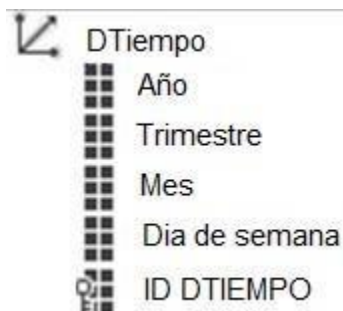 DTiempo
Año
Trimestre
Mes
Dia de semana
ID DTIEMPO